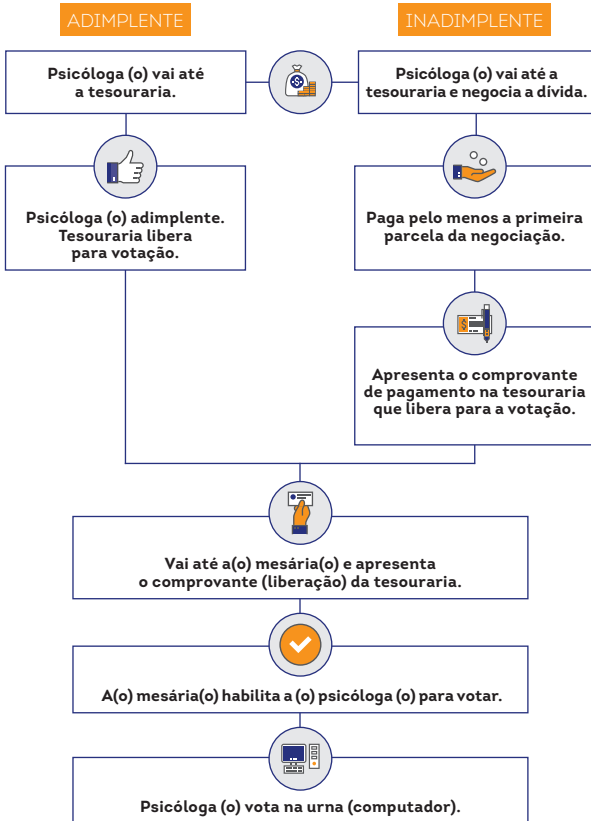 ADIMPLENTE
Psicóloga (o) vai até
a tesouraria.
Psicóloga (o) adimplente.
Tesouraria libera
para votação.
INADIMPLENTE
Psicóloga (o) vai até a
tesouraria e negocia a dívida.
Paga pelo menos a primeira
parcela da negociação.
Apresenta o comprovante
de pagamento na tesouraria
que libera para a votação.
Vai até a(o) mesária(o) e apresenta
o comprovante (liberação) da tesouraria.
A(o) mesária(o) habilita a (o) psicóloga (o) para votar.
Psicóloga (o) vota na urna (computador).